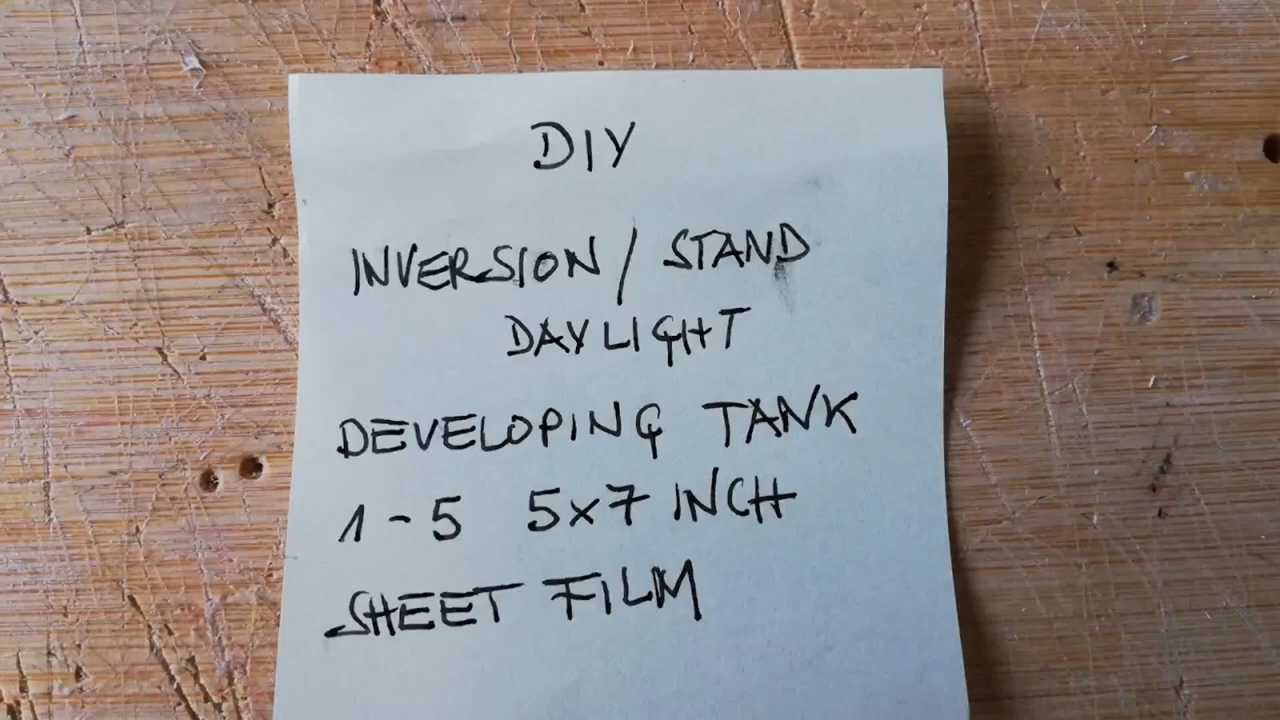 DIY
INVERSION / STAND
DAYLIGHT
DEVELOPING TANK
1-5 5x7 INCH
SHEET FILM